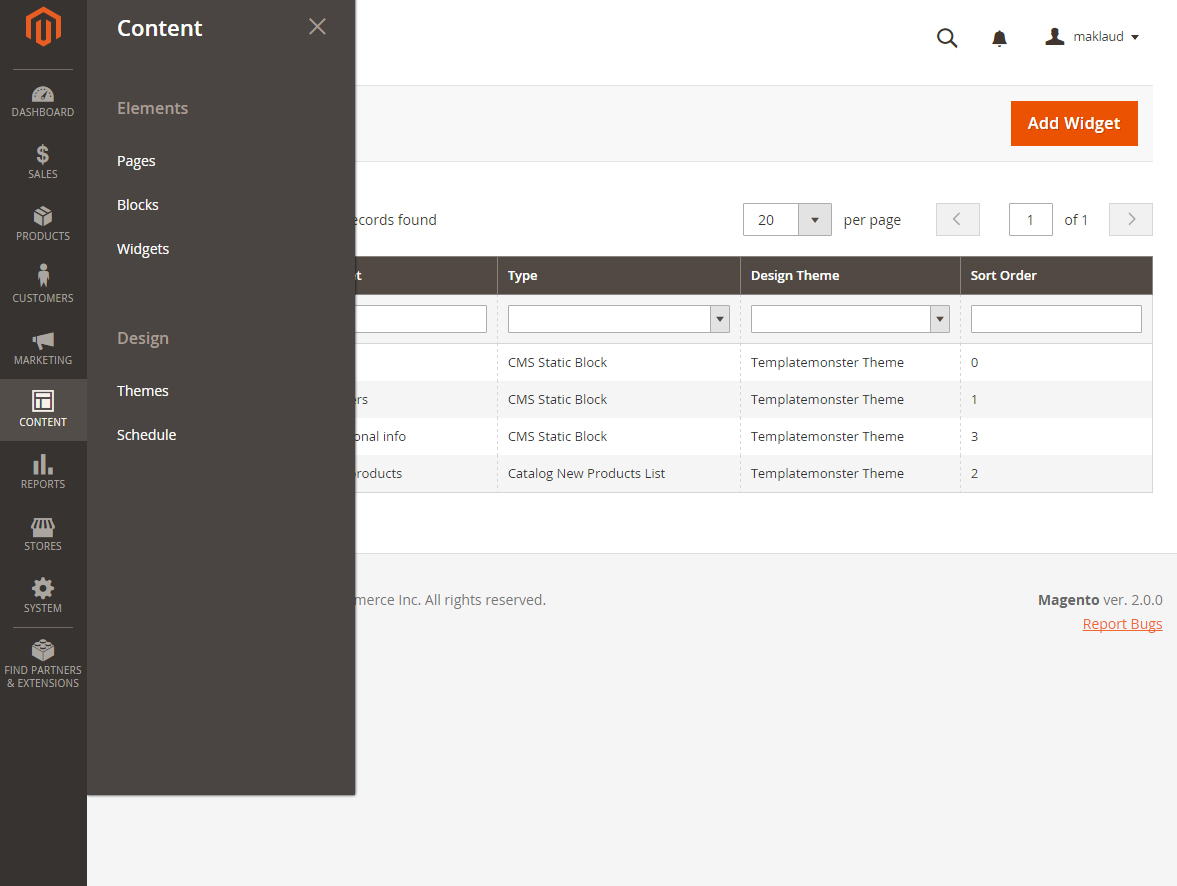 DASHBOARD
SALES
PRODUCTS
CUSTOMERS
MARKETING
CONTENT
REPORTS
STORES
SYSTEM
FIND PARTNERS
& EXTENSIONS
Content
Elements
Pages
Blocks
Widgets
Design
Themes
Schedule
maklaud
Add Widget
ecords found
20
per page
1
of 1
t Type Design Theme Sort Order
CMS Static Block Templatemonster Theme 0
ers CMS Static Block Templatemonster Theme 1
onal info CMS Static Block Templatemonster Theme 3
products Catalog New Products List Templatemonster Theme 2
merce Inc. All rights reserved.
Magento ver. 2.0.0
Report Bugs